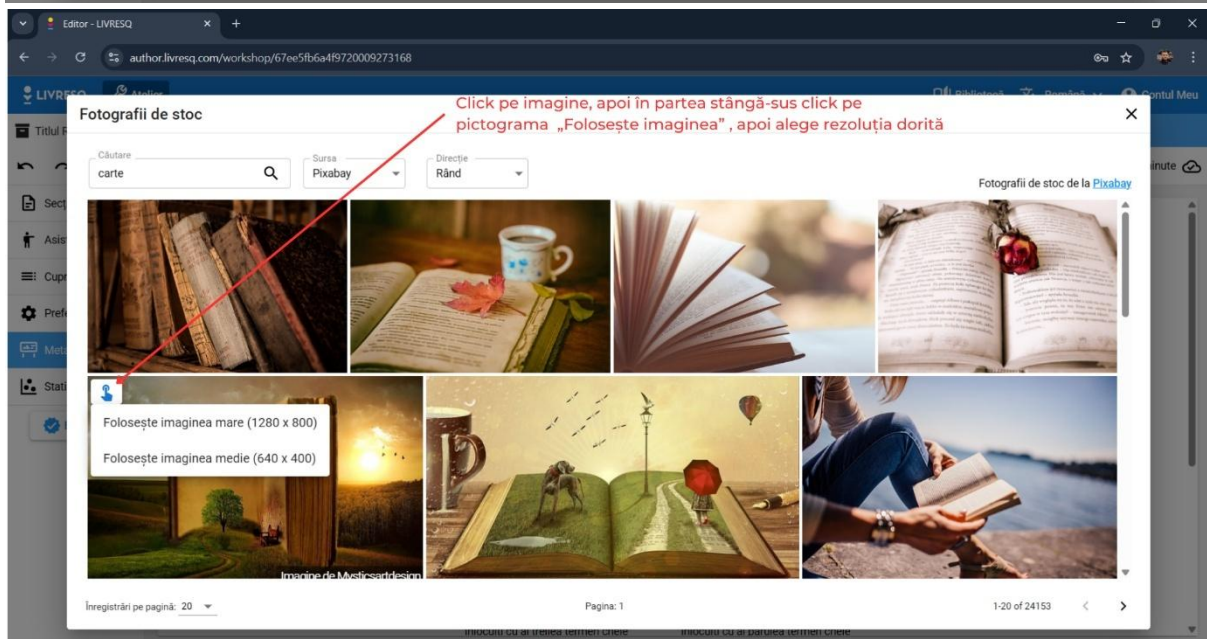 Editor - LIVRESQ
author.livresq.com/workshop/67ee5fb6a4f9720009273168
LIVRESQ
Atelier
Bibliotecă
Română
Contul Meu
Click pe imagine, apoi în partea stângă-sus click pe
pictograma „Folosește imaginea” , apoi alege rezoluția dorită
Fotografii de stoc
Titlul
Căutare
carte
Sursa
Pixabay
Direcție
Rând
Fotografii de stoc de la Pixabay
Folosește imaginea mare (1280 x 800)
Folosește imaginea medie (640 x 400)
Imagine de Mysticsartdesign
Înregistrări pe pagină: 20
Pagina: 1
1-20 of 24153